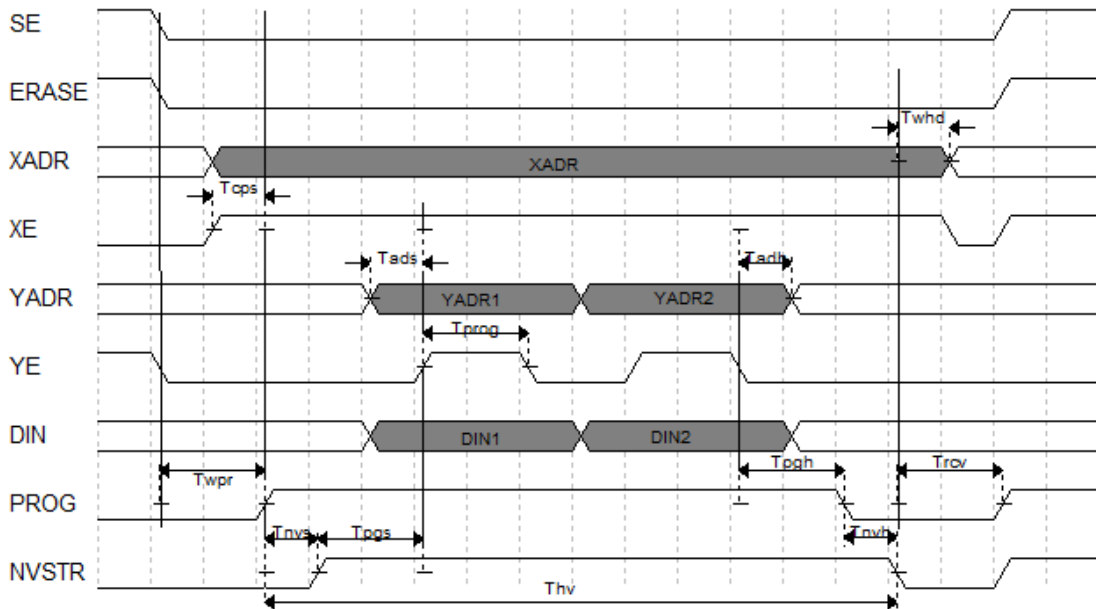 SE
ERASE
Twhd
XADR
XADR
Tcps
XE
Tads
Tadh
YADR
YADR1
YADR2
Tprog
YE
DIN
DIN1
DIN2
Twpr
Tpgh
Trcv
PROG
Tnvs
Tpgs
Tnvh
NVSTR
Thv